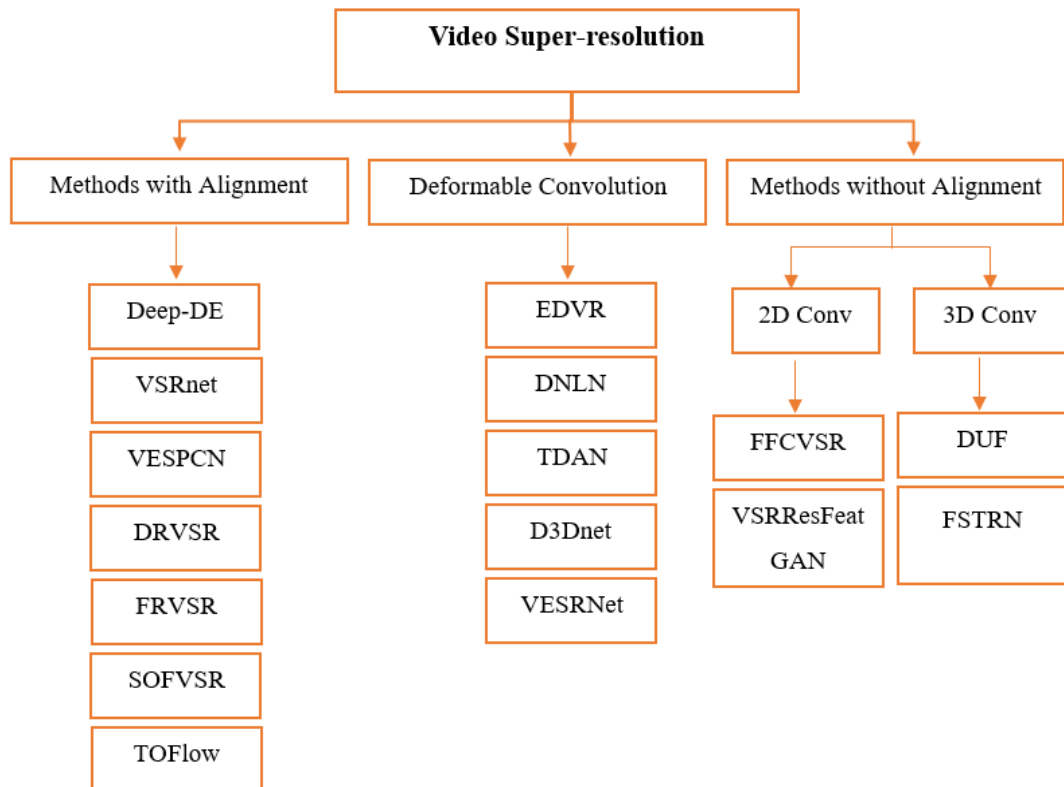 Video Super-resolution
Methods with Alignment
Deformable Convolution
Methods without Alignment
Deep-DE
VSRnet
VESPCN
DRVSR
FRVSR
SOFVSR
TOFlow
EDVR
DNLN
TDAN
D3Dnet
VESRNet
2D Conv
3D Conv
FFCVSR
VSRResFeat
GAN
DUF
FSTRN